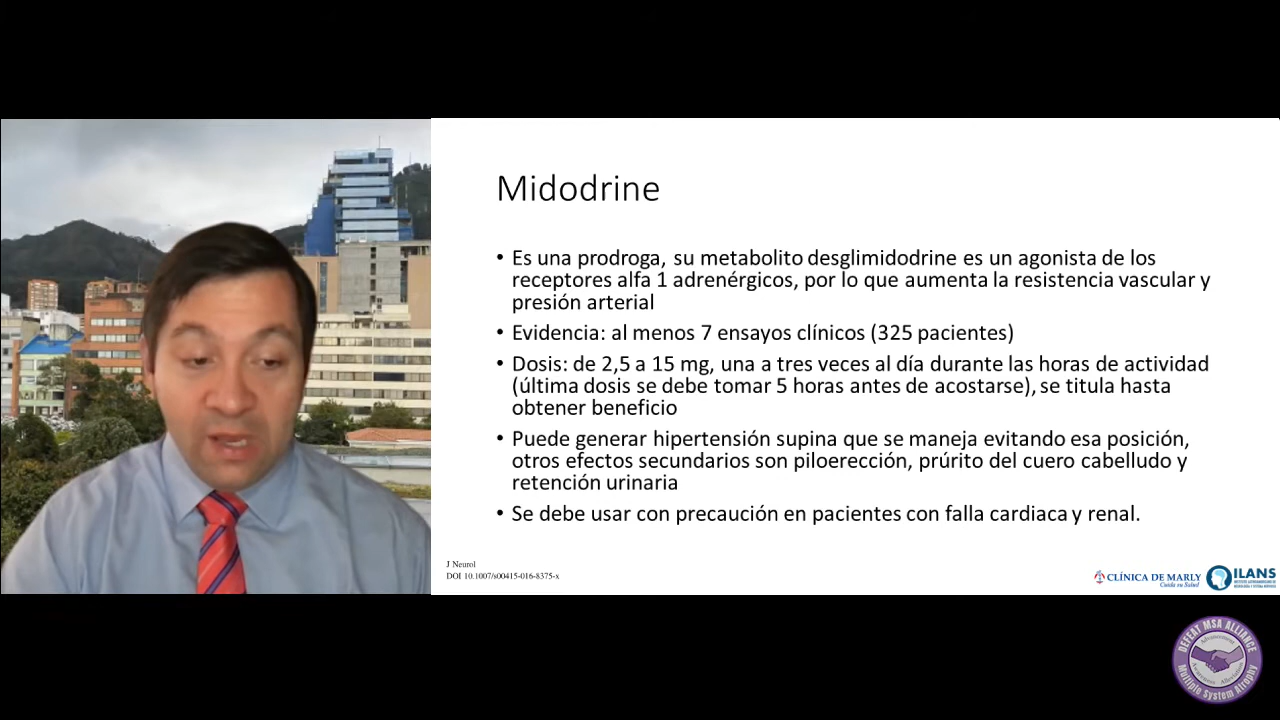 Midodrine
• Es una prodroga, su metabolito desglimidodrine es un agonista de los
receptores alfa 1 adrenérgicos, por lo que aumenta la resistencia vascular y
presión arterial
• Evidencia: al menos 7 ensayos clínicos (325 pacientes)
• Dosis: de 2,5 a 15 mg, una a tres veces al día durante las horas de actividad
(última dosis se debe tomar 5 horas antes de acostarse), se titula hasta
obtener beneficio
• Puede generar hipertensión supina que se maneja evitando esa posición,
otros efectos secundarios son piloerección, prúrito del cuero cabelludo y
retención urinaria
• Se debe usar con precaución en pacientes con falla cardiaca y renal.
J Neurol
DOI 10.1007/s00415-016-8375-x
CLÍNICA DE MARLY
Cuida su Salud
ILANS
DEFEAT MSA ALLIANCE
Multiple System Atrophy